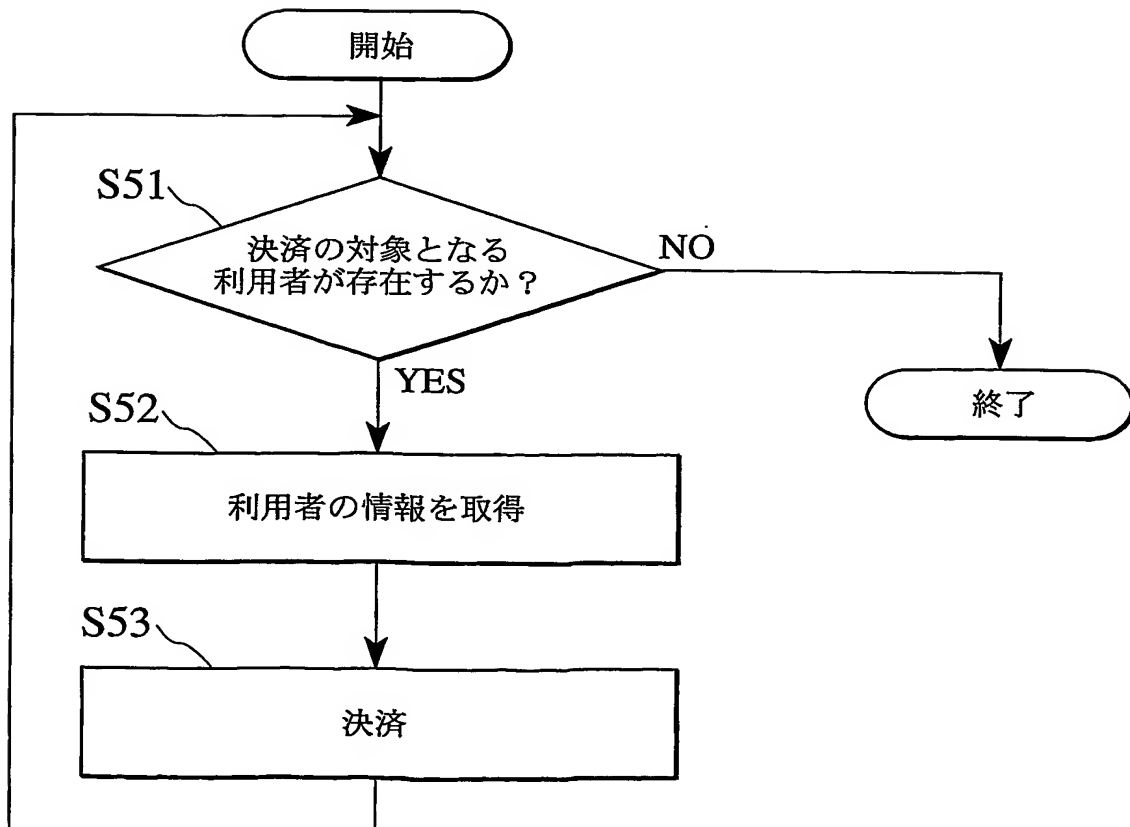 開始
S51
決済の対象となる
利用者が存在するか？
NO
YES
終了
S52
利用者の情報を取得
S53
決済